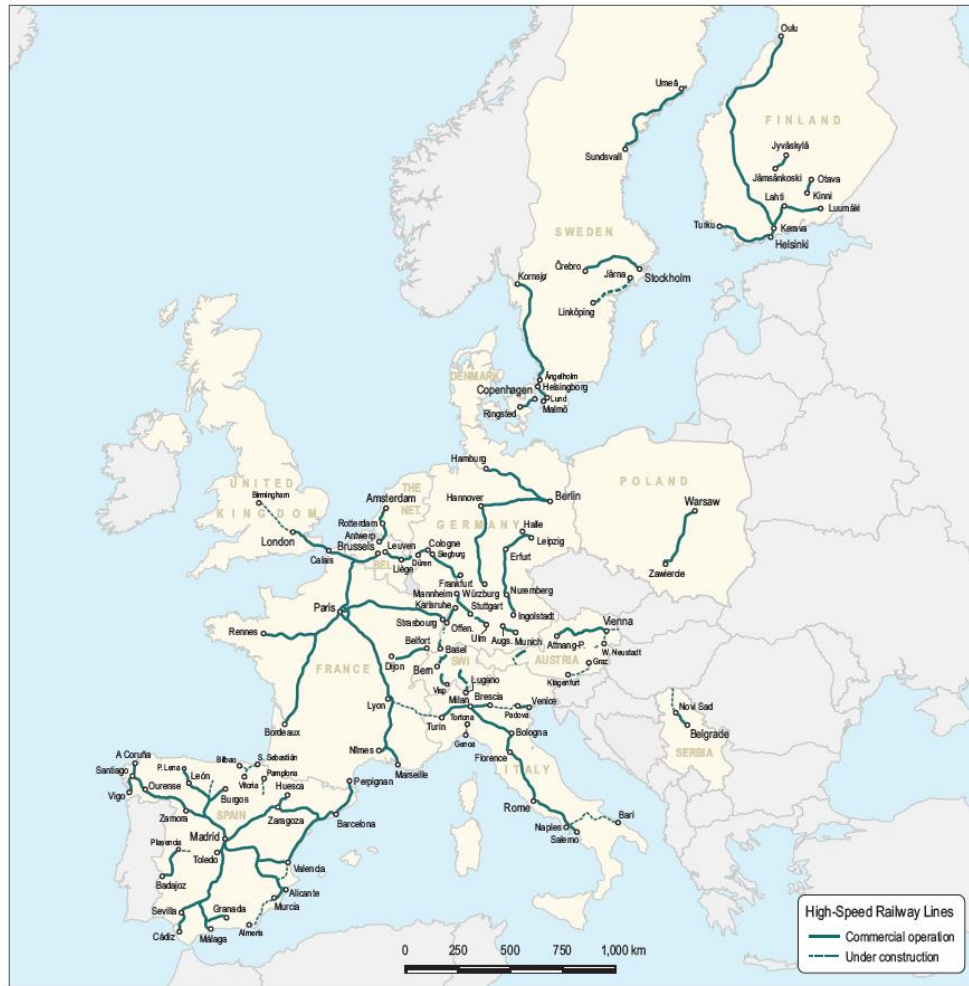 Oulu
Umeå
FINLAND
Sundsvall
Jyväskylä
Jämsänkoski
Otava
Kinni
Lahti
Luumäki
Turku
Kerava
Helsinki
SWEDEN
Örebro
Järna
Stockholm
Kornsjø
Linköping
DENMARK
Ängelholm
Helsingborg
Copenhagen
Lund
Malmö
Ringsted
Hamburg
UNITED
KINGDOM
Birmingham
London
THE
NET.
Amsterdam
Rotterdam
Antwerp
Brussels
Leuven
BEL
Liège
Calais
Hannover
Berlin
GERMANY
Halle
Leipzig
Erfurt
Cologne
Siegburg
Düren
Frankfurt
Mannheim
Würzburg
Nuremberg
Karlsruhe
Stuttgart
Ingolstadt
Strasbourg
Offen.
Ulm
Augs.
Munich
POLAND
Warsaw
Zawierde
Paris
Rennes
FRANCE
Belfort
Dijon
Basel
Bern
SWI
Visp
Lugano
Attnang-P.
Vienna
W. Neustadt
AUSTRIA
Graz
Klagenfurt
Lyon
Bordeaux
Nîmes
Marseille
Perpignan
Turin
Milan
Brescia
Tortona
Genoa
Padova
Venice
Bologna
Florence
ITALY
Rome
Naples
Salerno
Bari
Novi Sad
Belgrade
SERBIA
A Coruña
Santiago
Vigo
Ourense
P. Lena
León
Bilbao
S. Sebastián
Vitoria
Pamplona
Burgos
Huesca
Zamora
SPAIN
Zaragoza
Barcelona
Madrid
Plasencia
Toledo
Badajoz
Valencia
Alicante
Murcia
Sevilla
Granada
Cádiz
Málaga
Almería
0 250 500 750 1,000 km
High-Speed Railway Lines
Commercial operation
Under construction